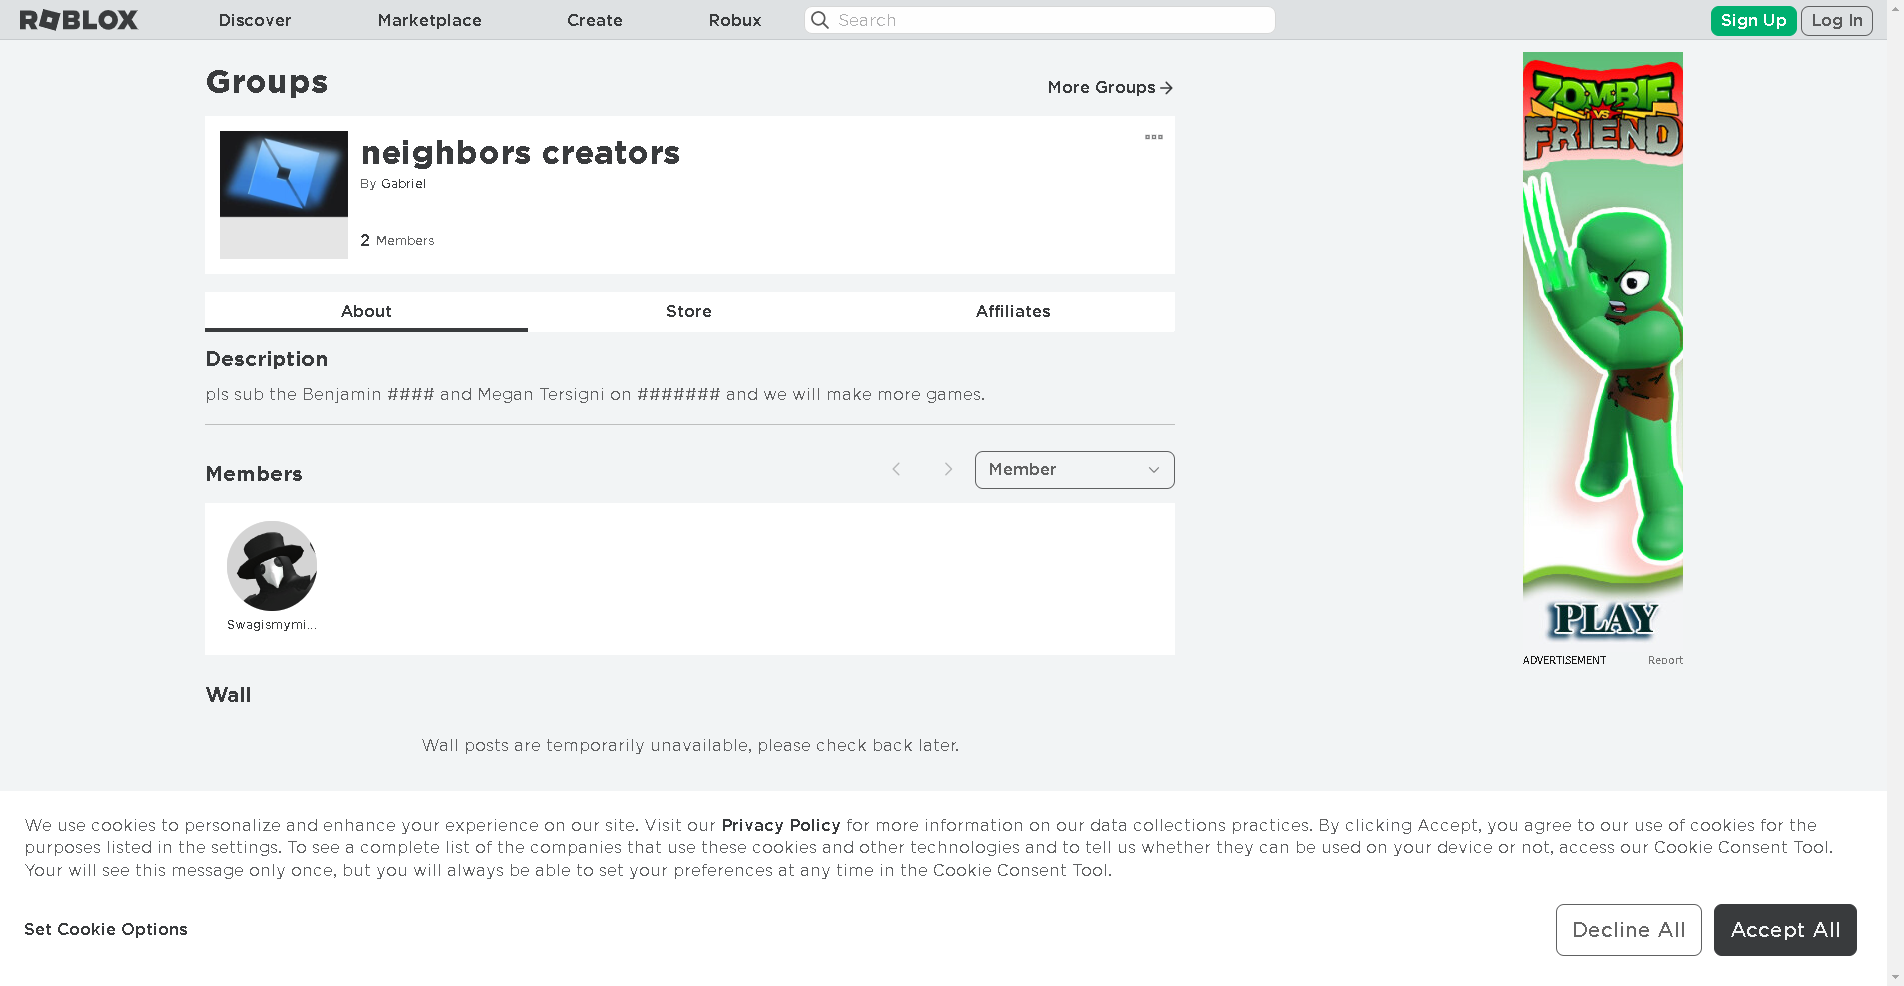 ROBLOX Discover Marketplace Create Robux Search Sign Up Log In
Groups
More Groups
neighbors creators
By Gabriel
2 Members
About Store Affiliates
Description
pls sub the Benjamin #### and Megan Tersigni on ####### and we will make more games.
Members
Member
Swagismymi...
Wall
Wall posts are temporarily unavailable, please check back later.
ZOMBIE
VS
FRIEND
PLAY
ADVERTISEMENT Report
We use cookies to personalize and enhance your experience on our site. Visit our Privacy Policy for more information on our data collections practices. By clicking Accept, you agree to our use of cookies for the
purposes listed in the settings. To see a complete list of the companies that use these cookies and other technologies and to tell us whether they can be used on your device or not, access our Cookie Consent Tool.
Your will see this message only once, but you will always be able to set your preferences at any time in the Cookie Consent Tool.
Set Cookie Options
Decline All Accept All